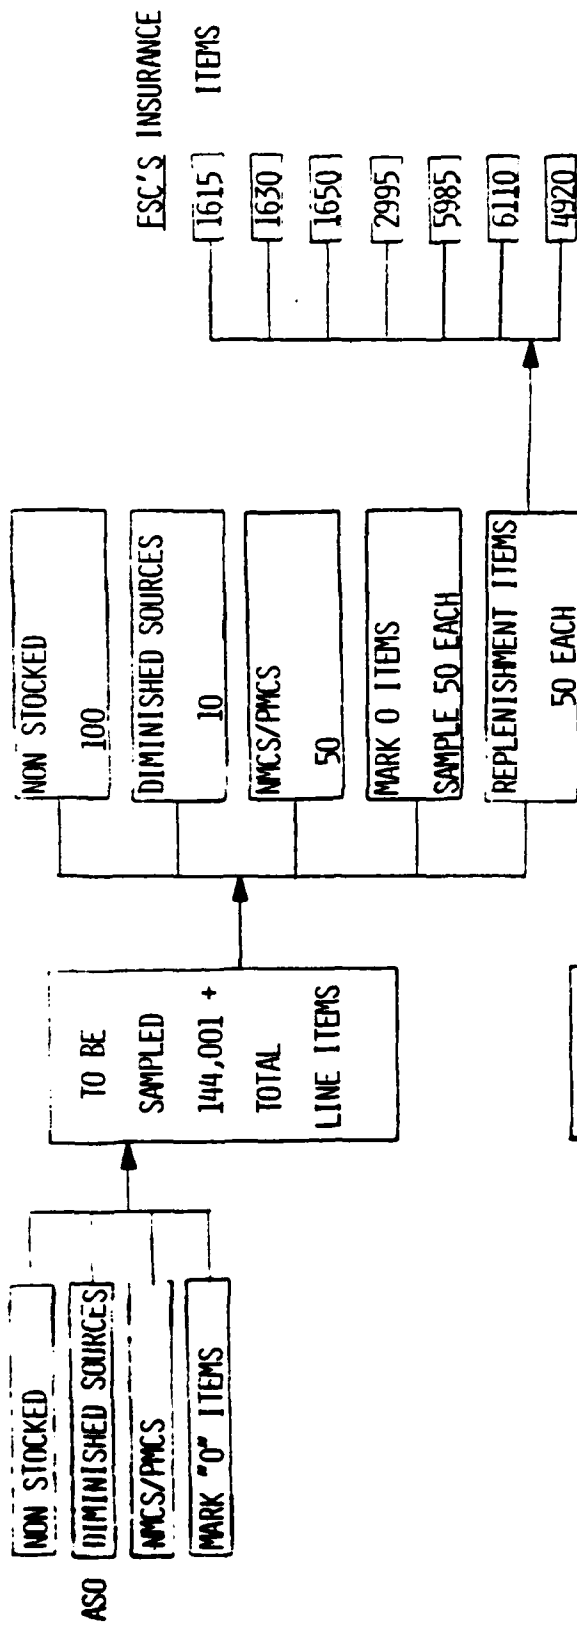 ASO
NON STOCKED
DIMINISHED SOURCES
NMCS/PMCS
MARK "O" ITEMS
TO BE
SAMPLED
144,001 +
TOTAL
LINE ITEMS
NON STOCKED
100
DIMINISHED SOURCES
10
NMCS/PMCS
50
MARK O ITEMS
SAMPLE 50 EACH
REPLENISHMENT ITEMS
50 EACH
FSC'S INSURANCE
ITEMS
1615
1630
1650
2995
5985
6110
4920